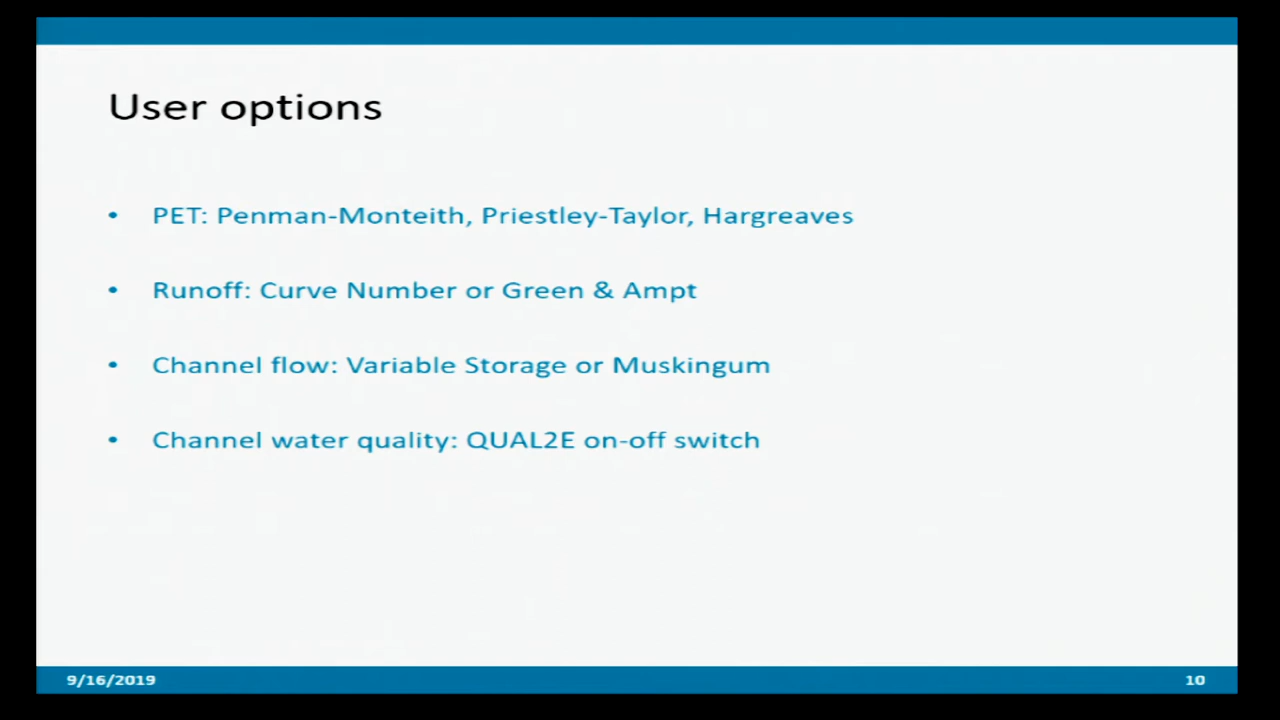 User options
• PET: Penman-Monteith, Priestley-Taylor, Hargreaves
• Runoff: Curve Number or Green & Ampt
• Channel flow: Variable Storage or Muskingum
• Channel water quality: QUAL2E on-off switch
9/16/2019
10